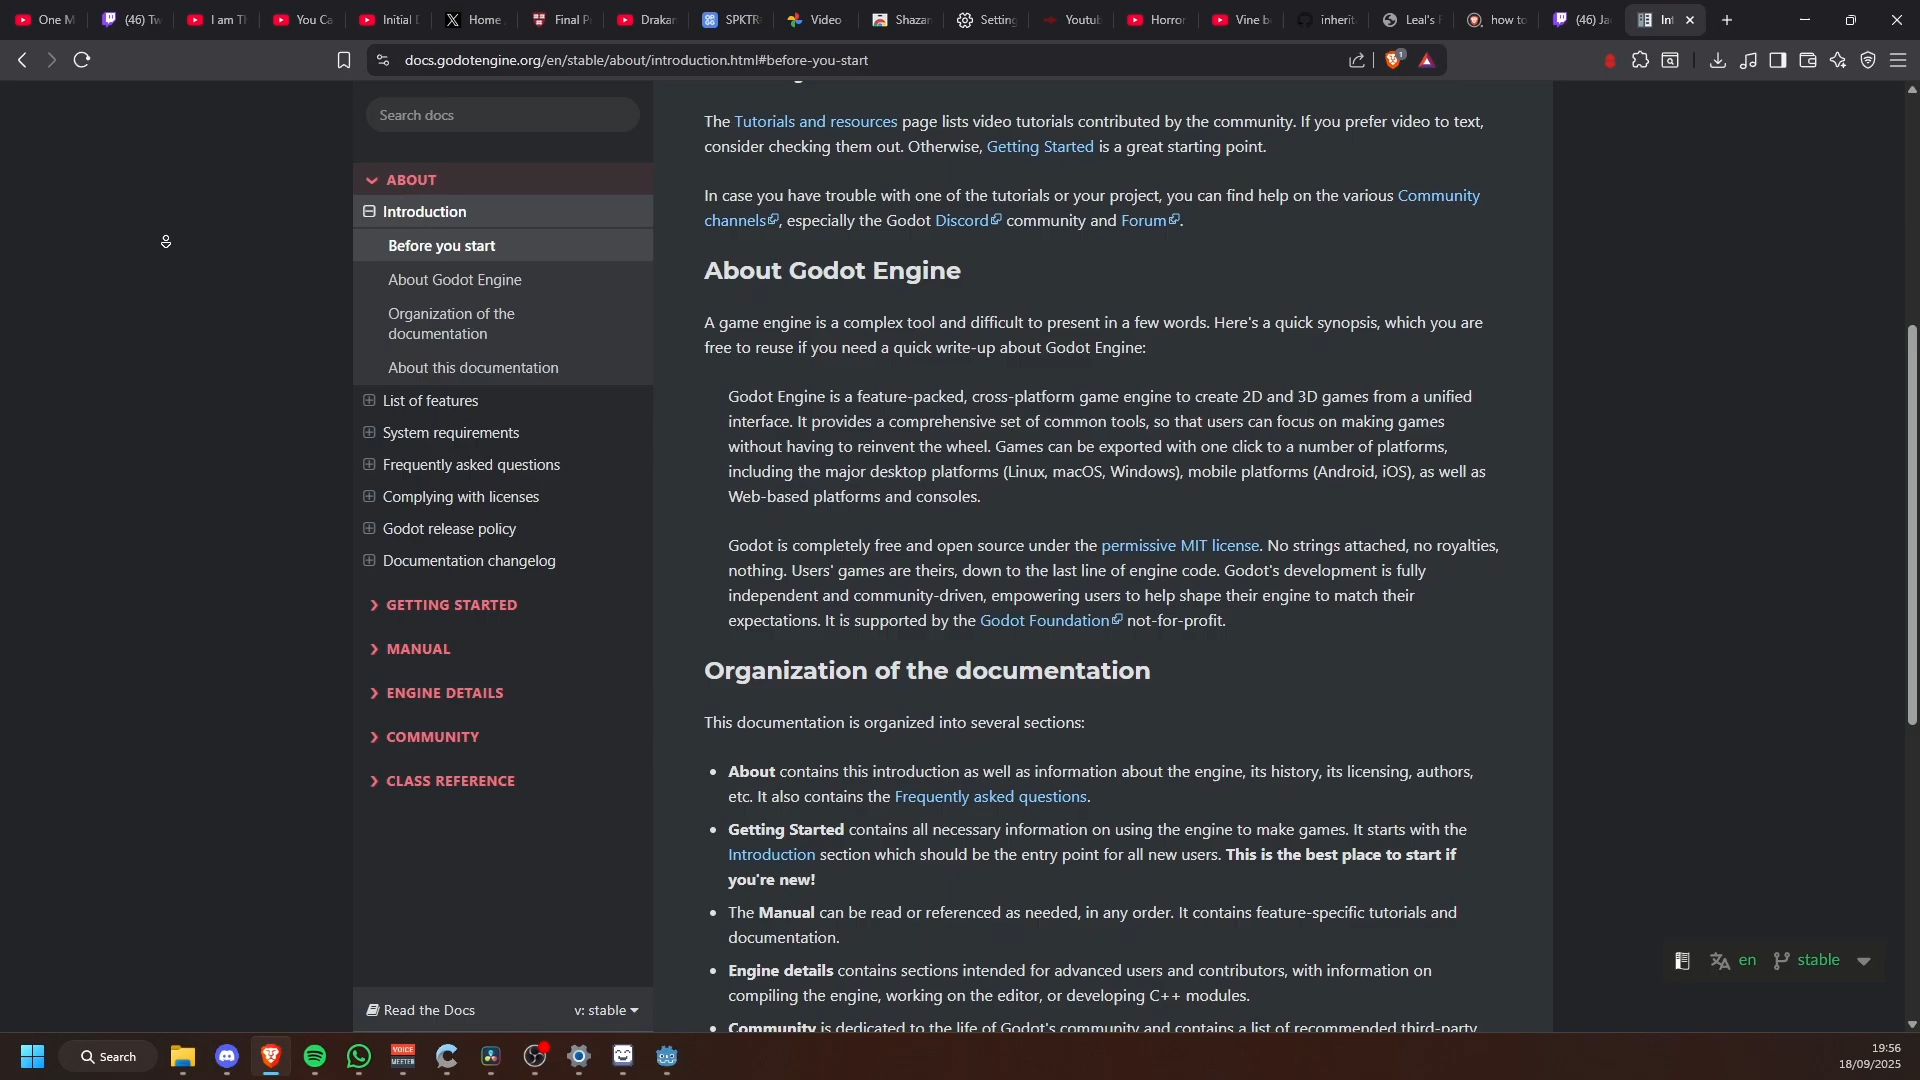 One M
(46) Tw
I am Th
You Ca
Initial D
Home
Final P
Drakan
SPKTR
Video
Shazam
Setting
Youtub
Horror
Vine b
inherit
Leal's
how to
(46) Ja
Int
docs.godotengine.org/en/stable/about/introduction.html#before-you-start
1
Search docs
ABOUT
Introduction
Before you start
About Godot Engine
Organization of the
documentation
About this documentation
List of features
System requirements
Frequently asked questions
Complying with licenses
Godot release policy
Documentation changelog
GETTING STARTED
MANUAL
ENGINE DETAILS
COMMUNITY
CLASS REFERENCE
Read the Docs
v: stable
The Tutorials and resources page lists video tutorials contributed by the community. If you prefer video to text,
consider checking them out. Otherwise, Getting Started is a great starting point.
In case you have trouble with one of the tutorials or your project, you can find help on the various Community
channels, especially the Godot Discord community and Forum.
About Godot Engine
A game engine is a complex tool and difficult to present in a few words. Here's a quick synopsis, which you are
free to reuse if you need a quick write-up about Godot Engine:
Godot Engine is a feature-packed, cross-platform game engine to create 2D and 3D games from a unified
interface. It provides a comprehensive set of common tools, so that users can focus on making games
without having to reinvent the wheel. Games can be exported with one click to a number of platforms,
including the major desktop platforms (Linux, macOS, Windows), mobile platforms (Android, iOS), as well as
Web-based platforms and consoles.
Godot is completely free and open source under the permissive MIT license. No strings attached, no royalties,
nothing. Users' games are theirs, down to the last line of engine code. Godot's development is fully
independent and community-driven, empowering users to help shape their engine to match their
expectations. It is supported by the Godot Foundation not-for-profit.
Organization of the documentation
This documentation is organized into several sections:
• About contains this introduction as well as information about the engine, its history, its licensing, authors,
etc. It also contains the Frequently asked questions.
• Getting Started contains all necessary information on using the engine to make games. It starts with the
Introduction section which should be the entry point for all new users. This is the best place to start if
you're new!
• The Manual can be read or referenced as needed, in any order. It contains feature-specific tutorials and
documentation.
• Engine details contains sections intended for advanced users and contributors, with information on
compiling the engine, working on the editor, or developing C++ modules.
• Community is dedicated to the life of Godot's community and contains a list of recommended third-party
en
stable
Search
VOICE
MEETER
19:56
18/09/2025